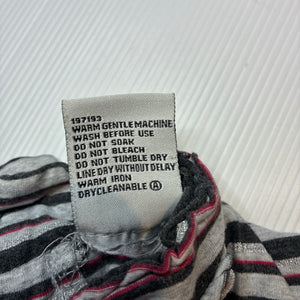 197193
WARM GENTLE MACHINE
WASH BEFORE USE
DO NOT SOAK
DO NOT BLEACH
DO NOT TUMBLE DRY
LINE DRY WITHOUT DELAY
WARM IRON
DRYCLEANABLE Ⓐ